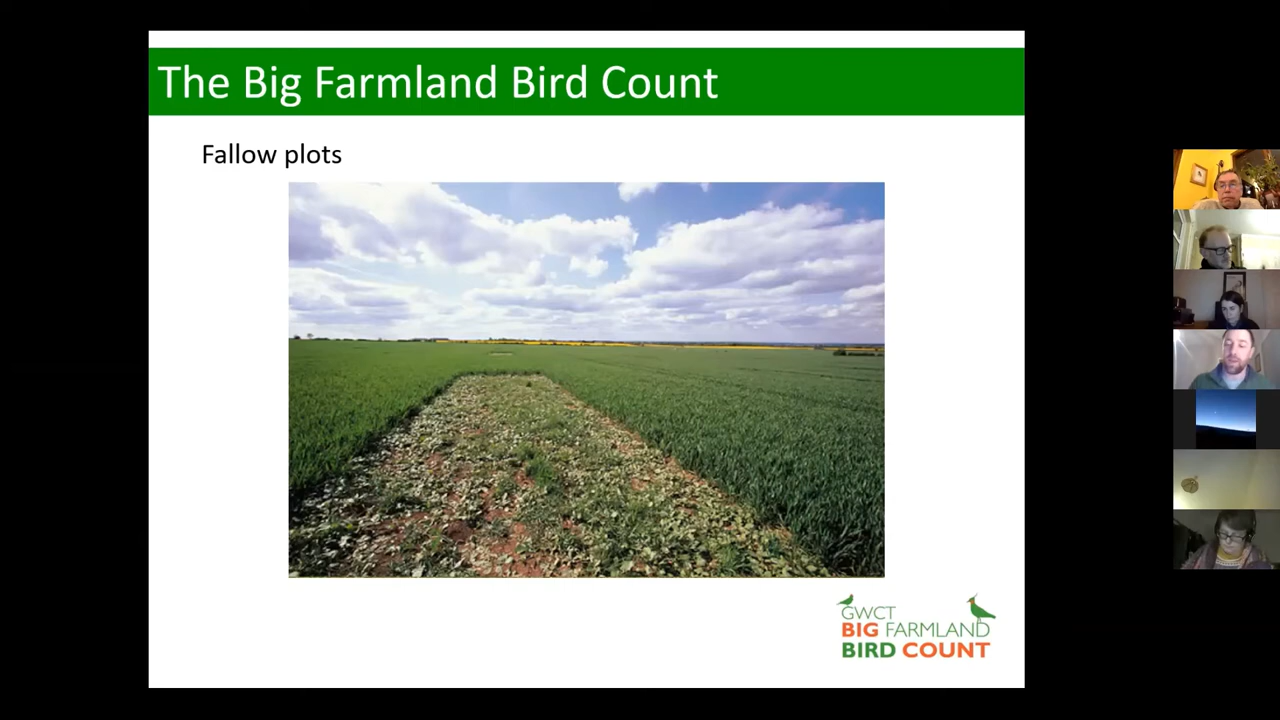 The Big Farmland Bird Count
Fallow plots
GWCT
BIG FARMLAND
BIRD COUNT